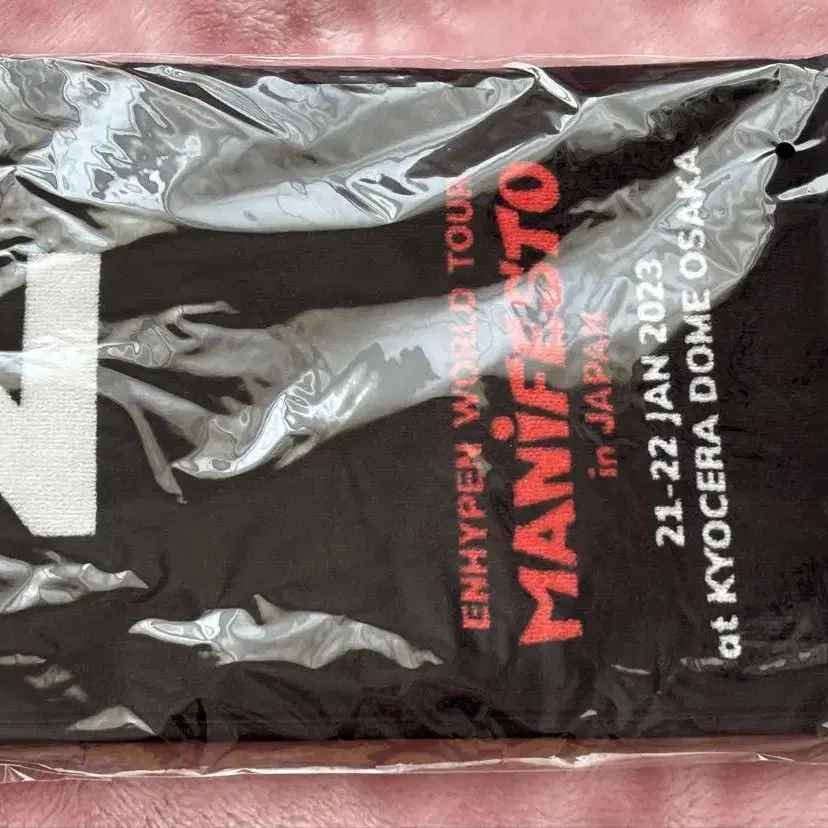 ENHYPEN WORLD TOUR
MANiFESTO
in JAPAN
21-22 JAN 2023
at KYOCERA DOME OSAKA